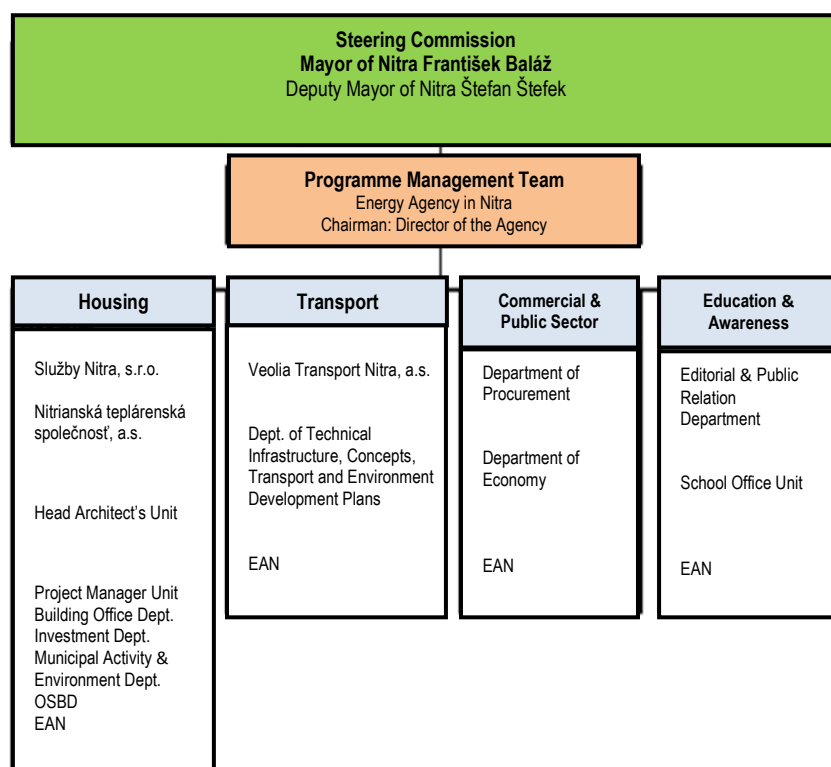 Steering Commission
Mayor of Nitra František Baláž
Deputy Mayor of Nitra Štefan Štefek
Programme Management Team
Energy Agency in Nitra
Chairman: Director of the Agency
Housing
Služby Nitra, s.r.o.
Nitrianská teplárenská
společnosť, a.s.
Head Architect's Unit
Project Manager Unit
Building Office Dept.
Investment Dept.
Municipal Activity &
Environment Dept.
OSBD
EAN
Transport
Veolia Transport Nitra, a.s.
Dept. of Technical
Infrastructure, Concepts,
Transport and Environment
Development Plans
EAN
Commercial &
Public Sector
Department of
Procurement
Department of
Economy
EAN
Education &
Awareness
Editorial & Public
Relation
Department
School Office Unit
EAN